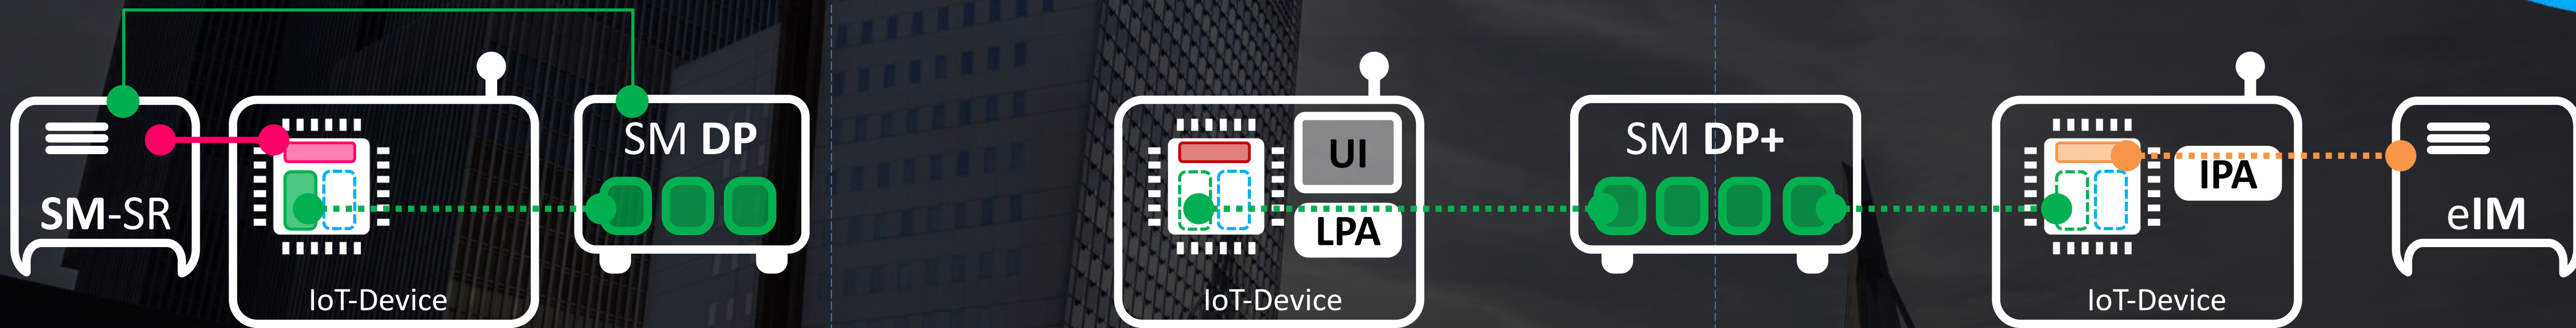 SM-SR
IoT-Device
SM DP
IoT-Device
UI
LPA
SM DP+
IoT-Device
IPA
eIM